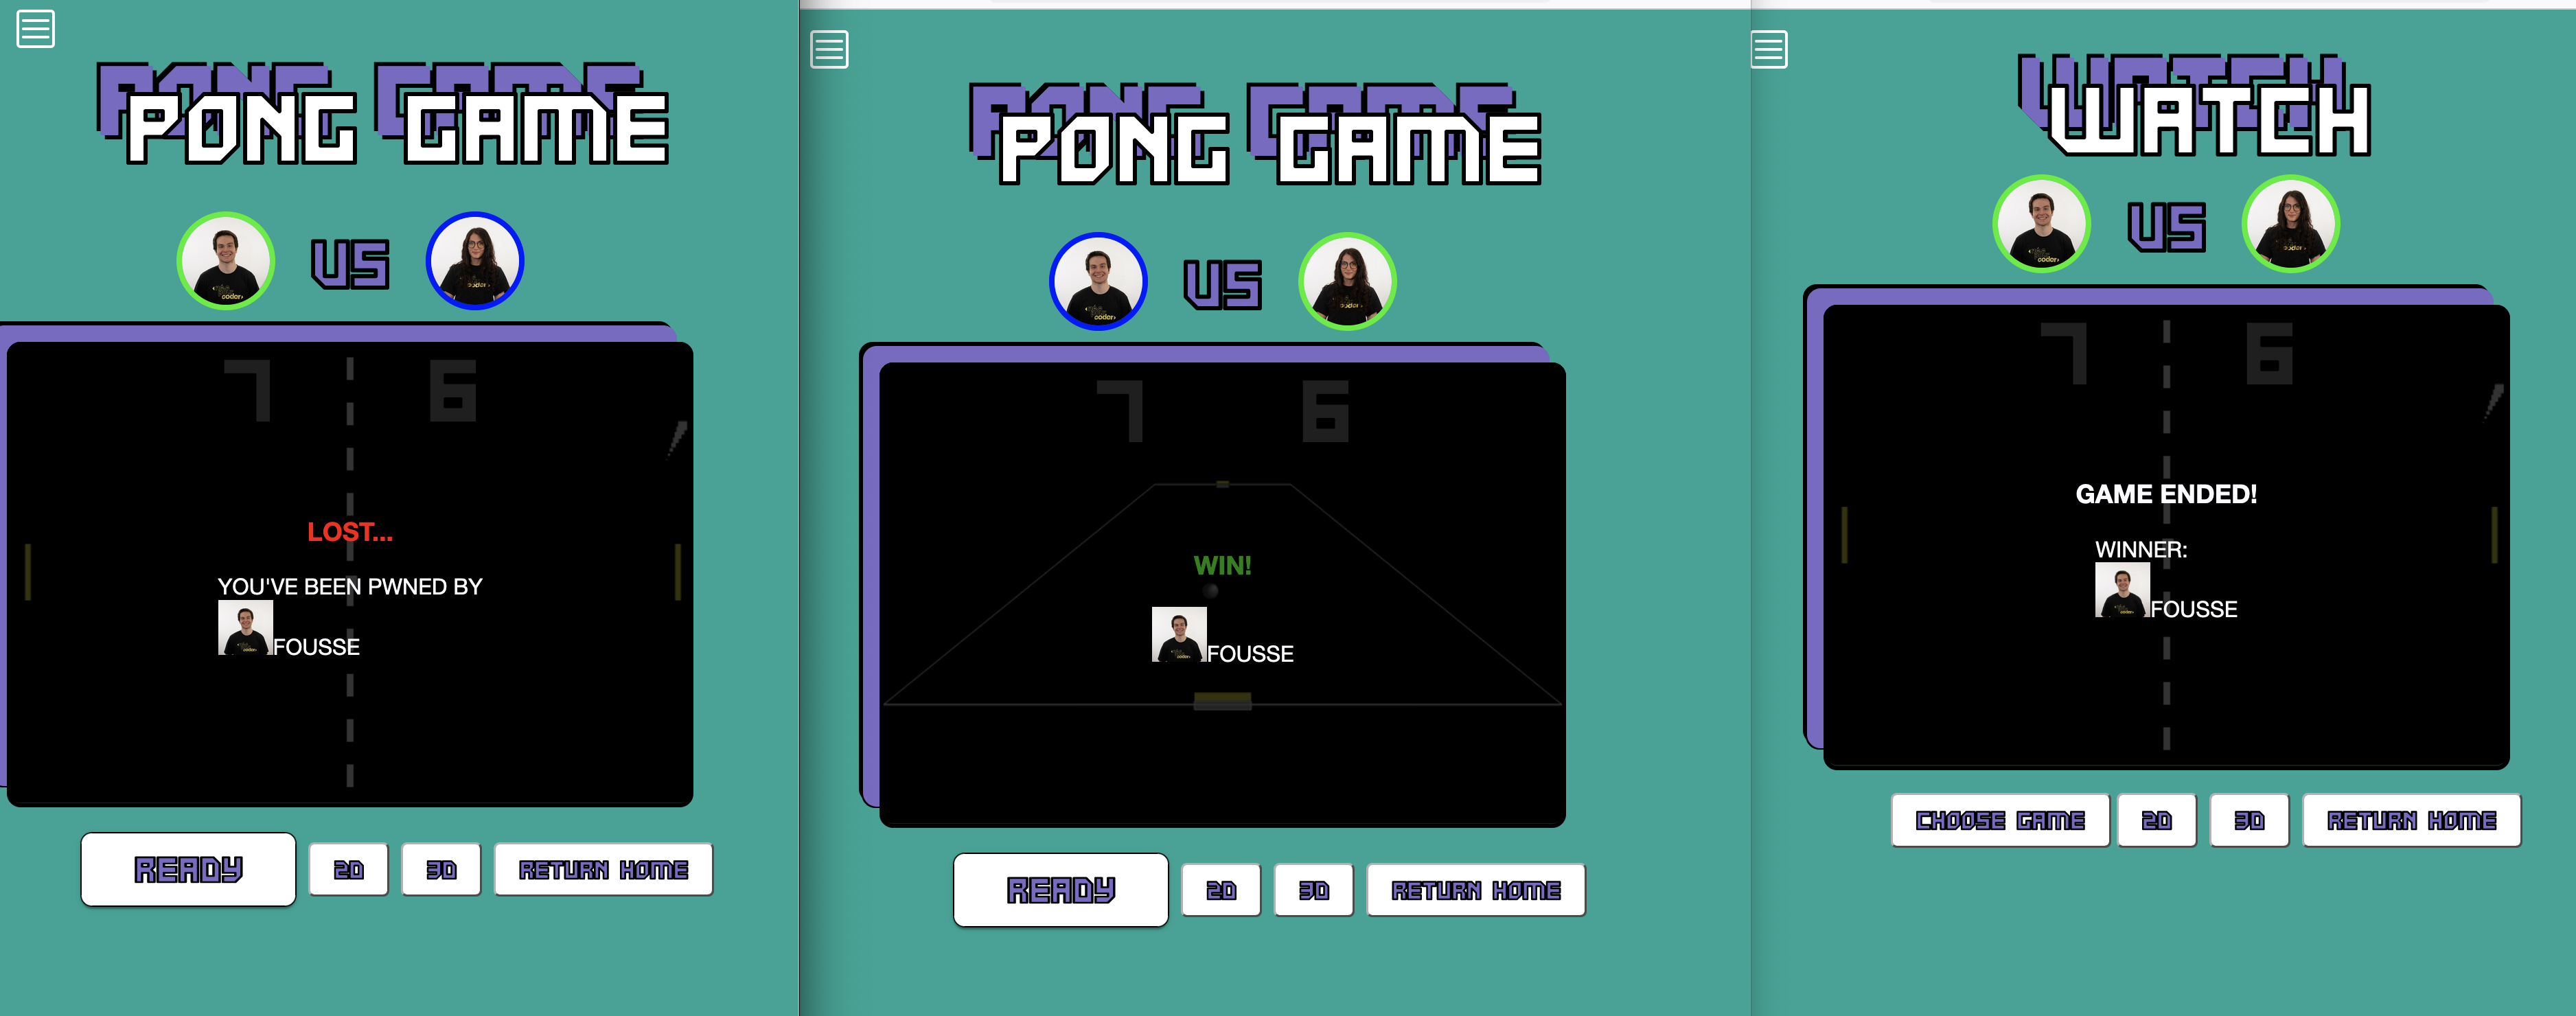 PONG GAME
VS
7 6
LOST...
YOU'VE BEEN PWNED BY
FOUSSE
READY
2D
3D
RETURN HOME
PONG GAME
VS
7 6
WIN!
FOUSSE
READY
2D
3D
RETURN HOME
WATCH
VS
7 6
GAME ENDED!
WINNER:
FOUSSE
CHOOSE GAME
2D
3D
RETURN HOME